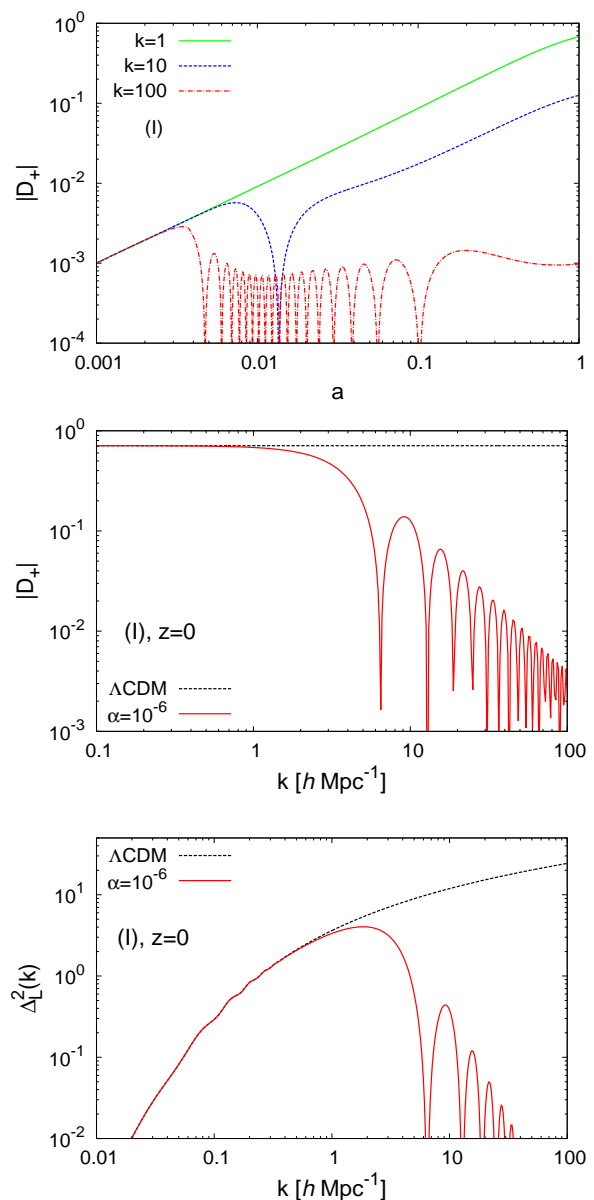 10^0
10^-1
10^-2
10^-3
10^-4
|D_+|
k=1
k=10
k=100
(I)
0.001 0.01 0.1 1
a
10^0
10^-1
10^-2
10^-3
|D_+|
(I), z=0
ΛCDM
α=10^-6
0.1 1 10 100
k [h Mpc^-1]
10^1
10^0
10^-1
10^-2
Δ_L^2(k)
ΛCDM
α=10^-6
(I), z=0
0.01 0.1 1 10 100
k [h Mpc^-1]